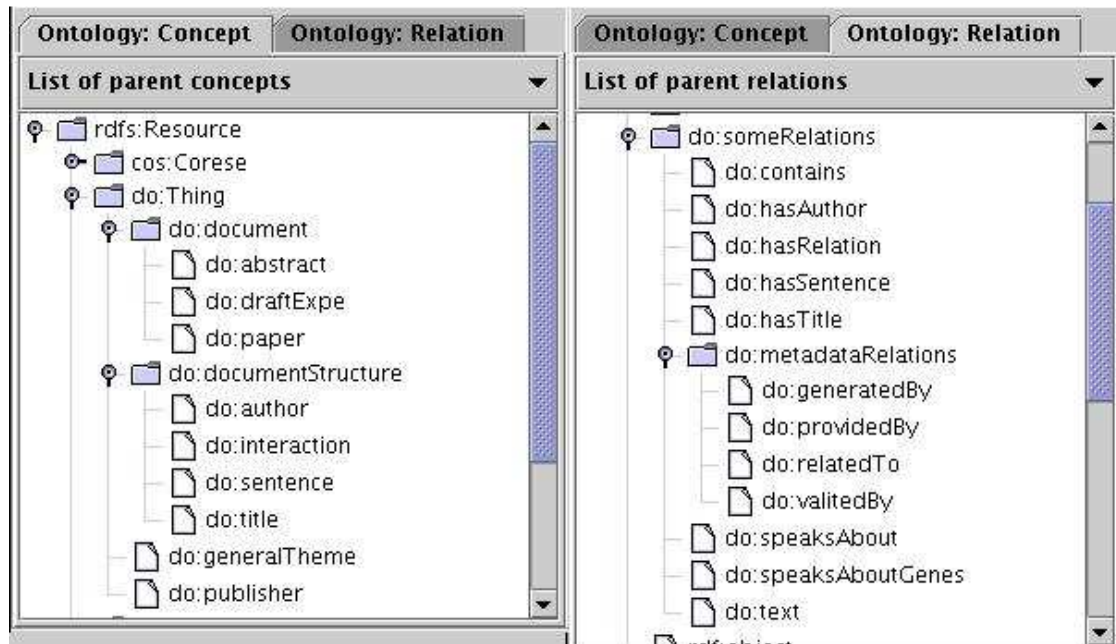 Ontology: Concept
Ontology: Relation
List of parent concepts
rdfs:Resource
cos:Corese
do:Thing
do:document
do:abstract
do:draftExpe
do:paper
do:documentStructure
do:author
do:interaction
do:sentence
do:title
do:generalTheme
do:publisher
Ontology: Concept
Ontology: Relation
List of parent relations
do:someRelations
do:contains
do:hasAuthor
do:hasRelation
do:hasSentence
do:hasTitle
do:metadataRelations
do:generatedBy
do:providedBy
do:relatedTo
do:valitedBy
do:speaksAbout
do:speaksAboutGenes
do:text